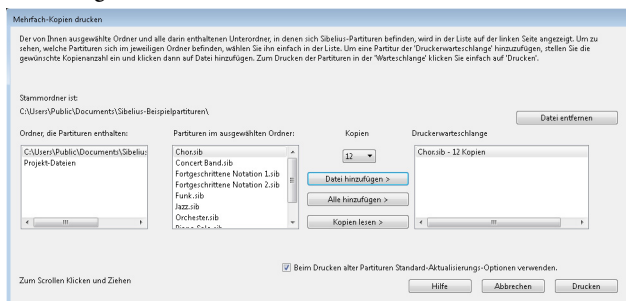 Mehrfach-Kopien drucken
Der von Ihnen ausgewählte Ordner und alle darin enthaltenen Unterordner, in denen sich Sibelius-Partituren befinden, wird in der Liste auf der linken Seite angezeigt. Um zu
sehen, welche Partituren sich im jeweiligen Ordner befinden, wählen Sie ihn einfach in der Liste. Um eine Partitur der 'Druckerwarteschlange' hinzuzufügen, stellen Sie die
gewünschte Kopienanzahl ein und klicken dann auf Datei hinzufügen. Zum Drucken der Partituren in der 'Warteschlange' klicken Sie einfach auf 'Drucken'.
Stammordner ist:
C:\Users\Public\Documents\Sibelius-Beispielpartituren\
Datei entfernen
Ordner, die Partituren enthalten:
Partituren im ausgewählten Ordner:
Kopien
Druckerwarteschlange
C:\Users\Public\Documents\Sibeliu
Projekt-Dateien
Chor.sib
Concert Band.sib
Fortgeschrittene Notation 1.sib
Fortgeschrittene Notation 2.sib
Funk.sib
Jazz.sib
Orchester.sib
12
Datei hinzufügen >
Alle hinzufügen >
Kopien lesen >
Chor.sib - 12 Kopien
Beim Drucken alter Partituren Standard-Aktualisierungs-Optionen verwenden.
Zum Scrollen Klicken und Ziehen
Hilfe
Abbrechen
Drucken